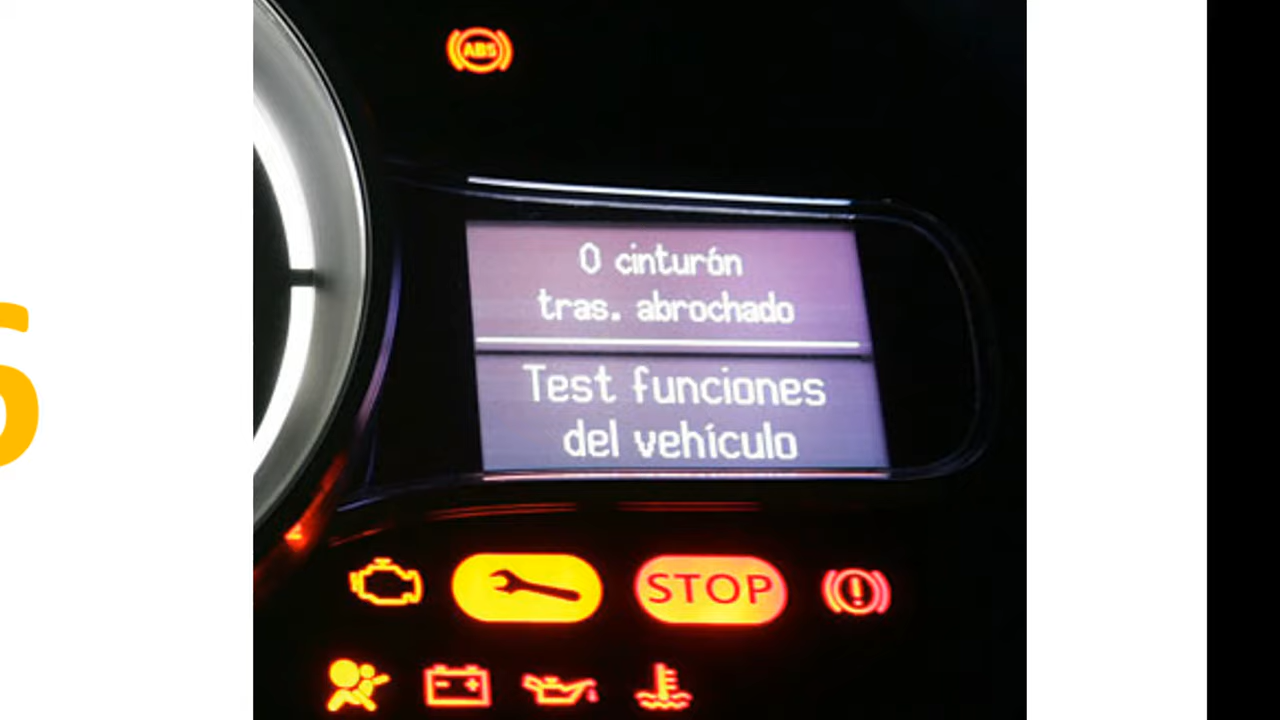 ABS
0 cinturón
tras. abrochado
Test funciones
del vehículo
STOP